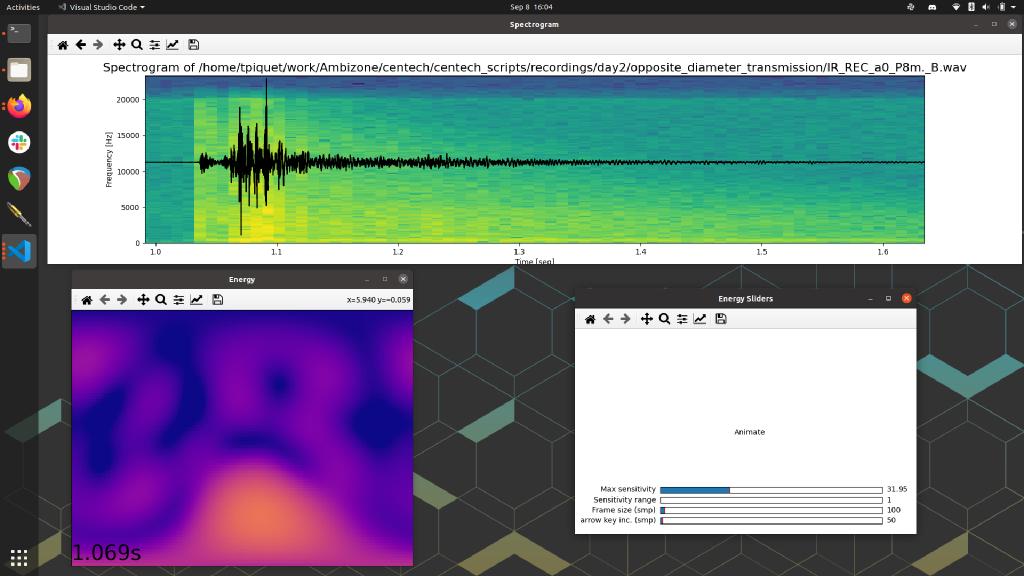 Activities
Visual Studio Code
Sep 8 16:04
Spectrogram
Spectrogram of /home/tpiquet/work/Ambizone/centech/centech_scripts/recordings/day2/opposite_diameter_transmission/IR_REC_a0_P8m._B.wav
Frequency [Hz]
20000
15000
10000
5000
0
1.0 1.1 1.2 1.3 1.4 1.5 1.6
Time [sec]
Energy
x=5.940 y=−0.059
1.069s
Energy Sliders
Animate
Max sensitivity 31.95
Sensitivity range 1
Frame size (smp) 100
arrow key inc. (smp) 50